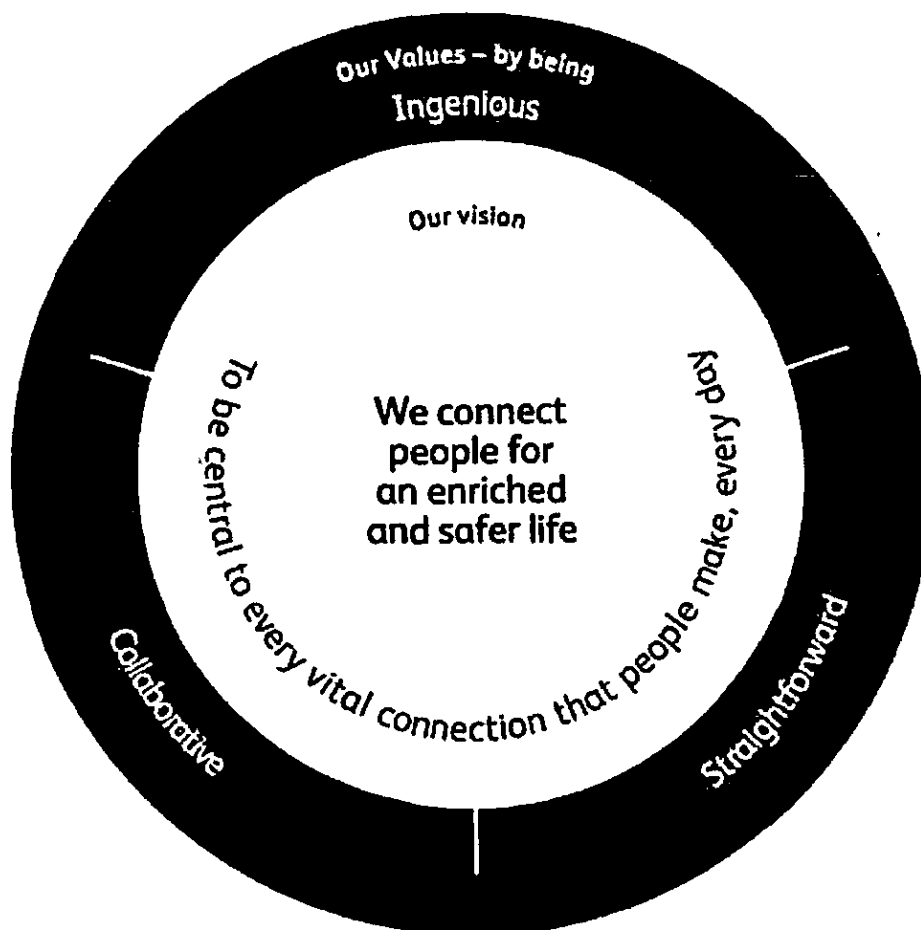 Our Values – by being
Ingenious
Our vision
We connect
people for
an enriched
and safer life
To be central to every vital connection that people make, every day
Collaborative
Straightforward